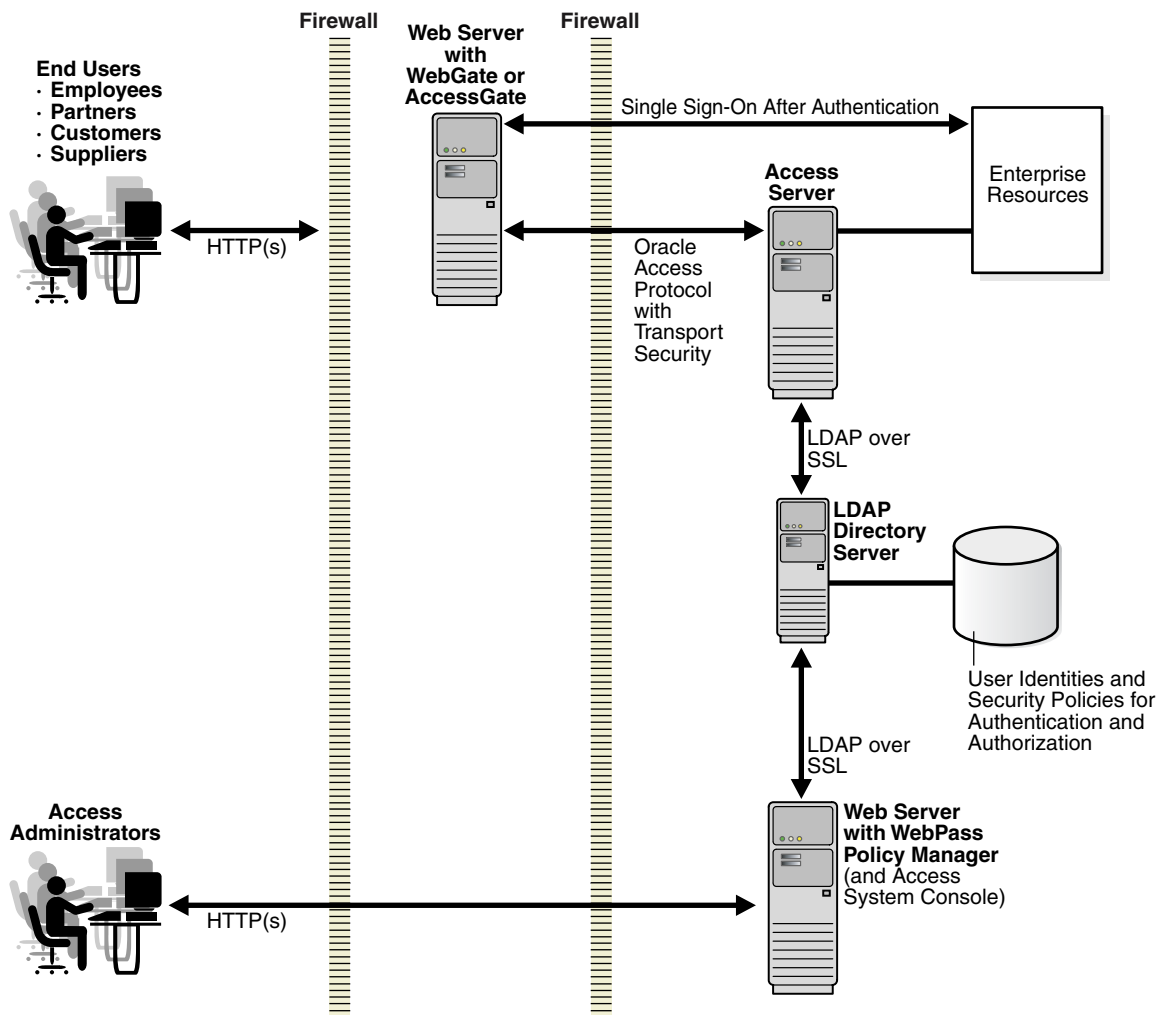 Firewall
Firewall
Web Server
with
WebGate or
AccessGate
End Users
· Employees
· Partners
· Customers
· Suppliers
Single Sign-On After Authentication
Enterprise
Resources
Access
Server
HTTP(s)
Oracle
Access
Protocol
with
Transport
Security
LDAP over
SSL
LDAP
Directory
Server
User Identities and
Security Policies for
Authentication and
Authorization
LDAP over
SSL
Access
Administrators
Web Server
with WebPass
Policy Manager
(and Access
System Console)
HTTP(s)